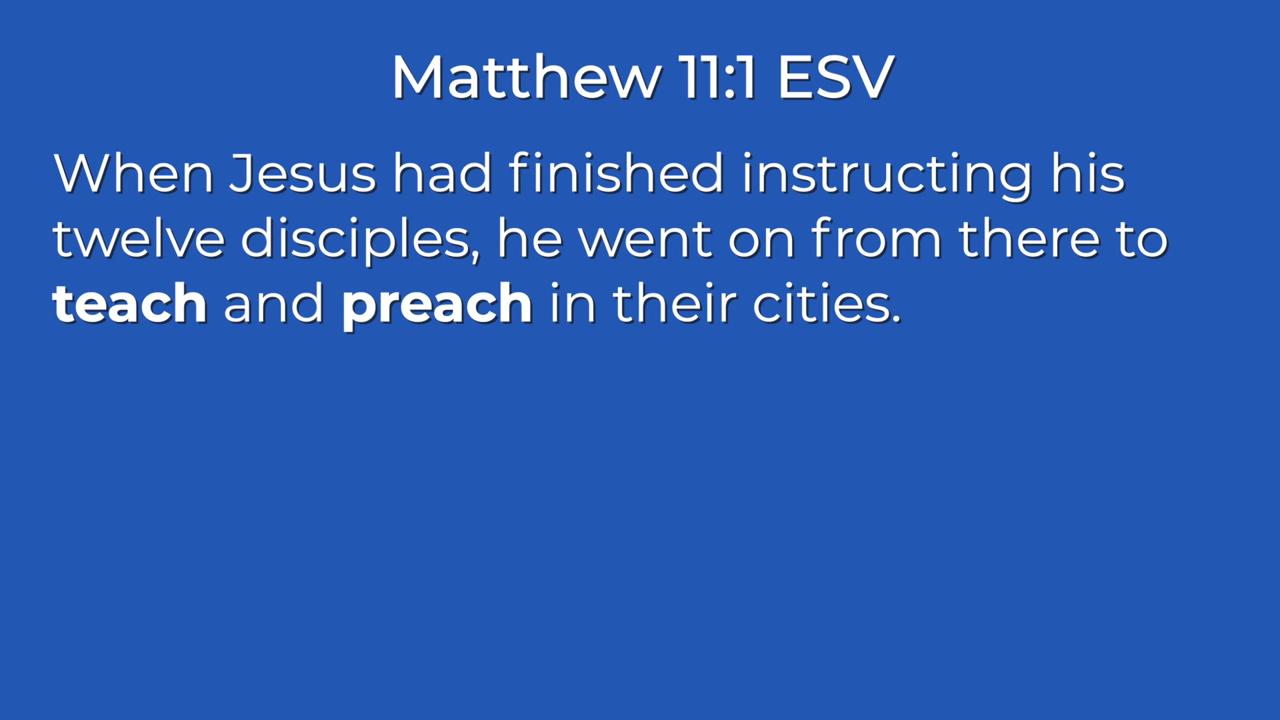 Matthew 11:1 ESV
When Jesus had finished instructing his
twelve disciples, he went on from there to
teach and preach in their cities.